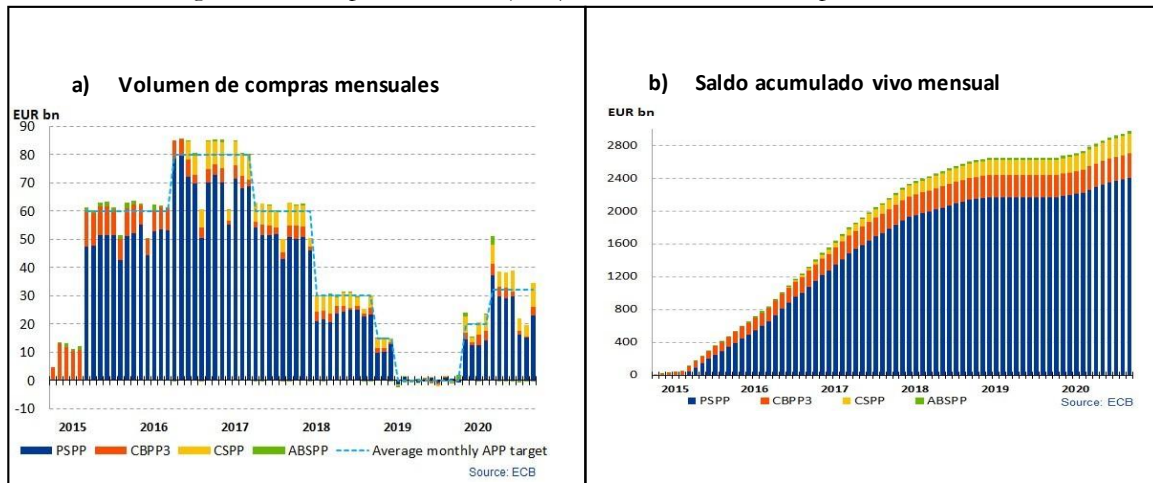 a) Volumen de compras mensuales
EUR bn
90
80
70
60
50
40
30
20
10
0
-10
2015 2016 2017 2018 2019 2020
PSPP CBPP3 CSPP ABSPP Average monthly APP target
Source: ECB
b) Saldo acumulado vivo mensual
EUR bn
2800
2400
2000
1600
1200
800
400
0
2015 2016 2017 2018 2019 2020
PSPP CBPP3 CSPP ABSPP
Source: ECB